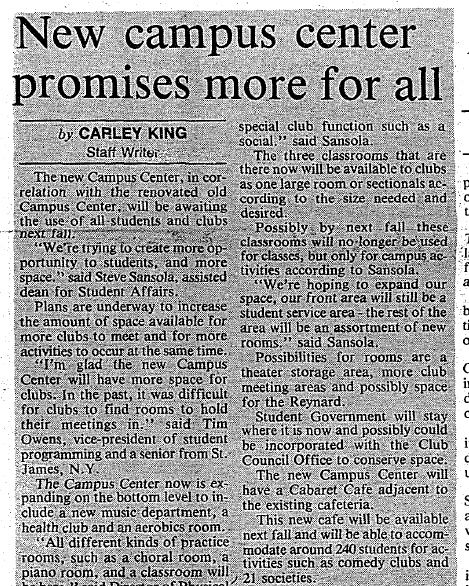 New campus center
promises more for all
by CARLEY KING
Staff Writer
The new Campus Center, in cor-
relation with the renovated old
Campus Center, will be awaiting
the use of all students and clubs
next fall.
"We're trying to create more op-
portunity to students, and more
space." said Steve Sansola, assisted
dean for Student Affairs.
Plans are underway to increase
the amount of space available for
more clubs to meet and for more
activities to occur at the same time.
"I'm glad the new Campus
Center will have more space for
clubs. In the past, it was difficult
for clubs to find rooms to hold
their meetings in." said Tim
Owens, vice-president of student
programming and a senior from St.
James, N.Y.
The Campus Center now is ex-
panding on the bottom level to in-
clude a new music department, a
health club and an aerobics room.
"All different kinds of practice
rooms, such as a choral room, a
piano room, and a classroom will
special club function such as a
social." said Sansola.
The three classrooms that are
there now will be available to clubs
as one large room or sectionals ac-
cording to the size needed and
desired.
Possibly by next fall these
classrooms will no longer be used
for classes, but only for campus ac-
tivities according to Sansola.
"We're hoping to expand our
space, our front area will still be a
student service area - the rest of the
area will be an assortment of new
rooms." said Sansola.
Possibilities for rooms are a
theater storage area, more club
meeting areas and possibly space
for the Reynard.
Student Government will stay
where it is now and possibly could
be incorporated with the Club
Council Office to conserve space.
The new Campus Center will
have a Cabaret Cafe adjacent to
the existing cafeteria.
This new cafe will be available
next fall and will be able to accom-
modate around 240 students for ac-
tivities such as comedy clubs and
21 societies